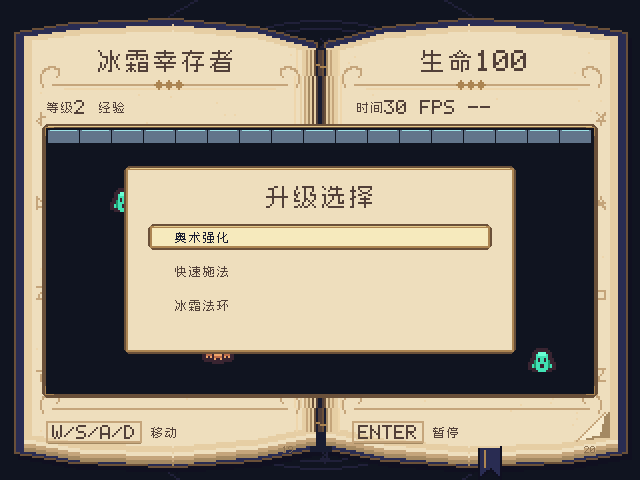 冰霜幸存者
生命100
等级2 经验
时间30 FPS --
升级选择
奥术强化
快速施法
冰霜法环
W/S/A/D 移动
ENTER 暂停